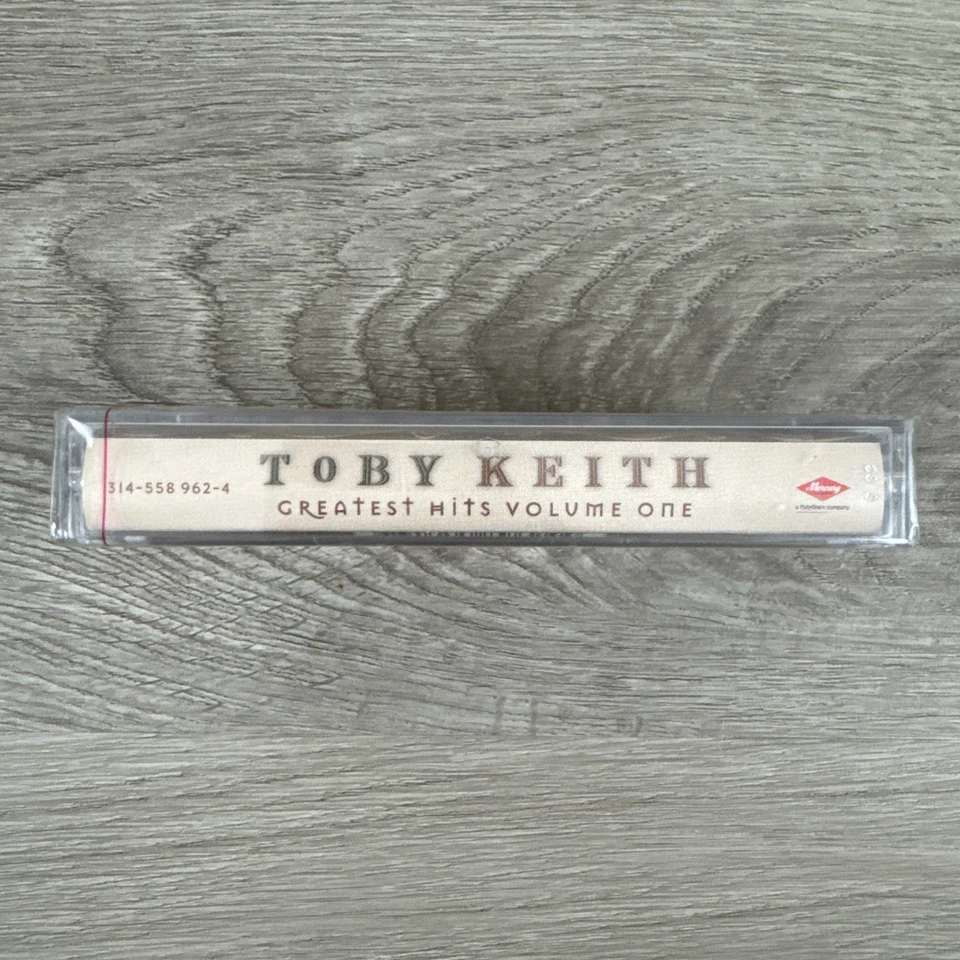 314-558 962-4
TOBY KEITH
GREATEST HITS VOLUME ONE
Mercury
a PolyGram company